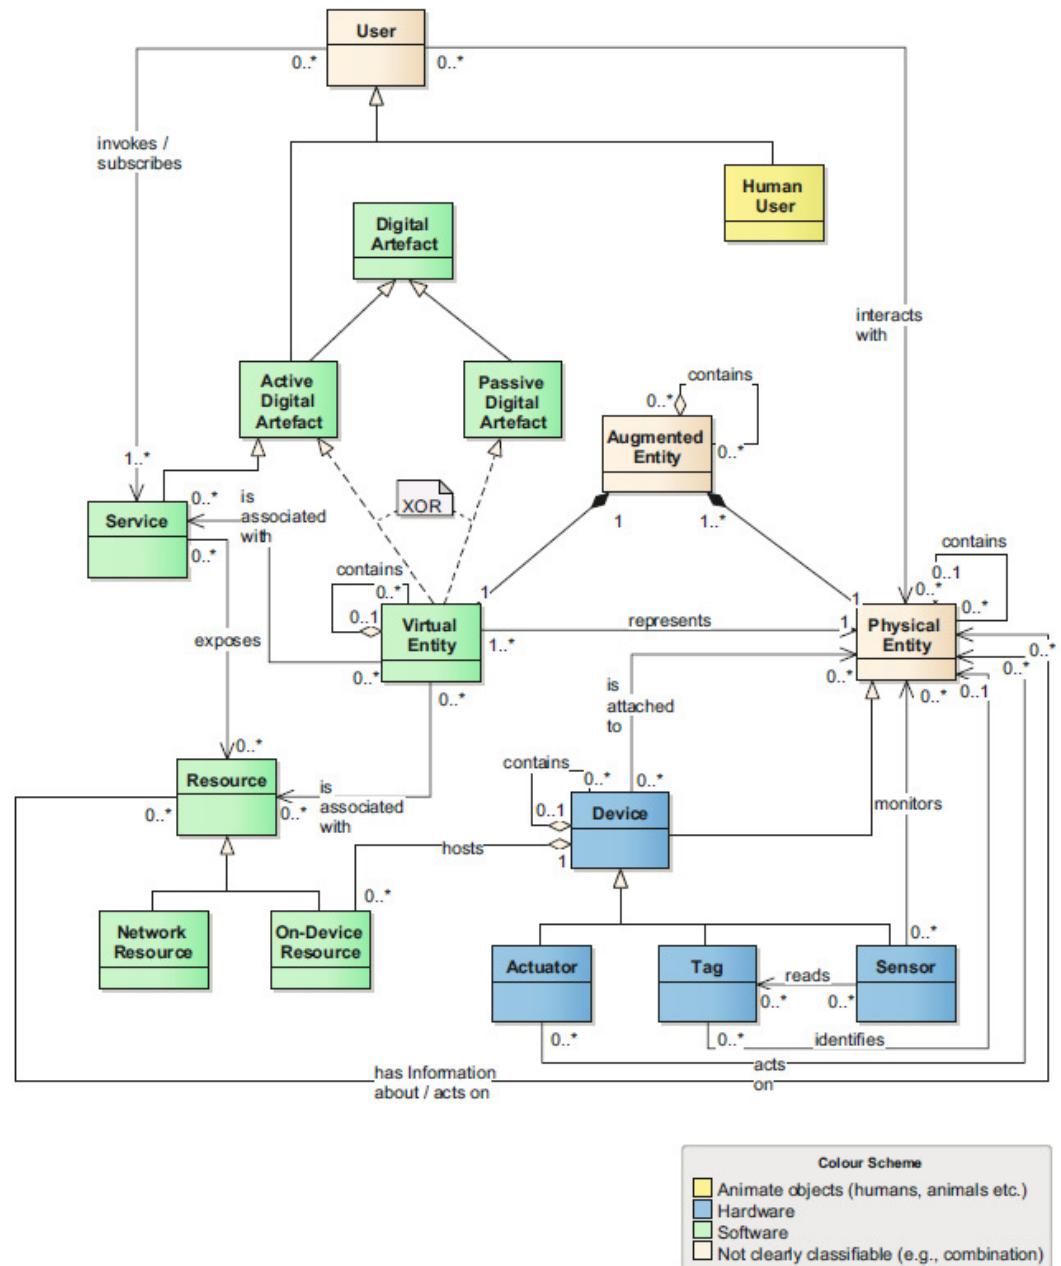 User
0..*
0..*
invokes /
subscribes
Human
User
Digital
Artefact
interacts
with
Active
Digital
Artefact
Passive
Digital
Artefact
contains
0..*
Augmented
Entity
0..*
1..*
XOR
0..*
is
associated
with
Service
0..*
1
1..*
contains
0..1
0..*
0..*
contains
0..*
0..1
1
1
Virtual
Entity
represents
1
Physical
Entity
1..*
exposes
0..*
0..*
is
attached
to
0..*
0..*
0..1
0..*
0..*
0..*
Resource
0..*
0..*
is
associated
with
contains
0..*
0..*
0..1
Device
monitors
hosts
1
0..*
Network
Resource
On-Device
Resource
0..*
Actuator
Tag
Sensor
reads
0..*
0..*
0..*
0..*
identifies
acts
on
has Information
about / acts on
Colour Scheme
Animate objects (humans, animals etc.)
Hardware
Software
Not clearly classifiable (e.g., combination)